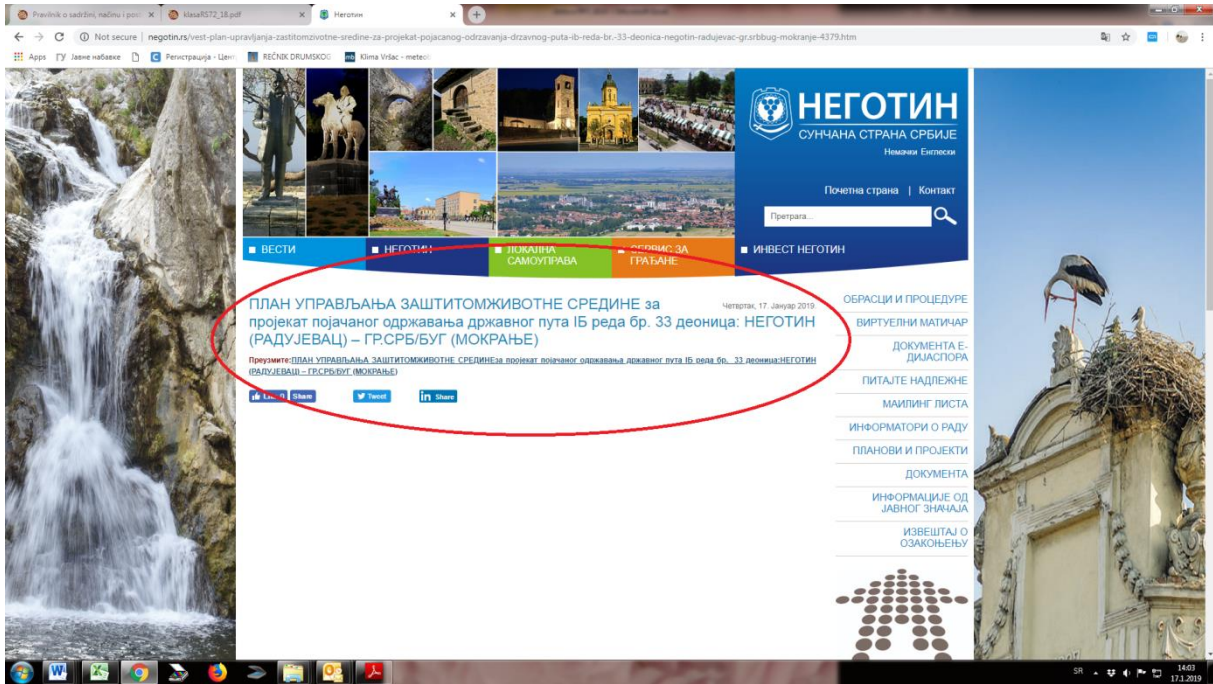 Pravilnik o sadržini, načinu i post
klasaRS72_18.pdf
Неготин
Not secure | negotin.rs/vest-plan-upravljanja-zastitomzivotne-sredine-za-projekat-pojacanog-odrzavanja-drzavnog-puta-ib-reda-br.-33-deonica-negotin-radujevac-gr.srbbug-mokranje-4379.htm
Apps
ГУ Јавне набавке
Регистрација - Цент
REČNIK DRUMSKOG
Klima Vršac - meteo
НЕГОТИН
СУНЧАНА СТРАНА СРБИЈЕ
Немачки Енглески
Почетна страна | Контакт
Претрага...
ВЕСТИ
НЕГОТИН
ЛОКАЛНА
САМОУПРАВА
СЕРВИС ЗА
ГРАЂАНЕ
ИНВЕСТ НЕГОТИН
ПЛАН УПРАВЉАЊА ЗАШТИТОМЖИВОТНЕ СРЕДИНЕ за
Четвртак, 17. Јануар 2019
пројекат појачаног одржавања државног пута IБ реда бр. 33 деоница: НЕГОТИН
(РАДУЈЕВАЦ) – ГР.СРБ/БУГ (МОКРАЊЕ)
Преузмите:ПЛАН УПРАВЉАЊА ЗАШТИТОМЖИВОТНЕ СРЕДИНЕза пројекат појачаног одржавања државног пута IБ реда бр. 33 деоница:НЕГОТИН
(РАДУЈЕВАЦ) – ГР.СРБ/БУГ (МОКРАЊЕ)
Share
Tweet
in Share
ОБРАСЦИ И ПРОЦЕДУРЕ
ВИРТУЕЛНИ МАТИЧАР
ДОКУМЕНТА Е-
ДИЈАСПОРА
ПИТАЈТЕ НАДЛЕЖНЕ
МАИЛИНГ ЛИСТА
ИНФОРМАТОРИ О РАДУ
ПЛАНОВИ И ПРОЈЕКТИ
ДОКУМЕНТА
ИНФОРМАЦИЈЕ ОД
ЈАВНОГ ЗНАЧАЈА
ИЗВЕШТАЈ О
ОЗАКОЊЕЊУ
SR
14:03
17.1.2019